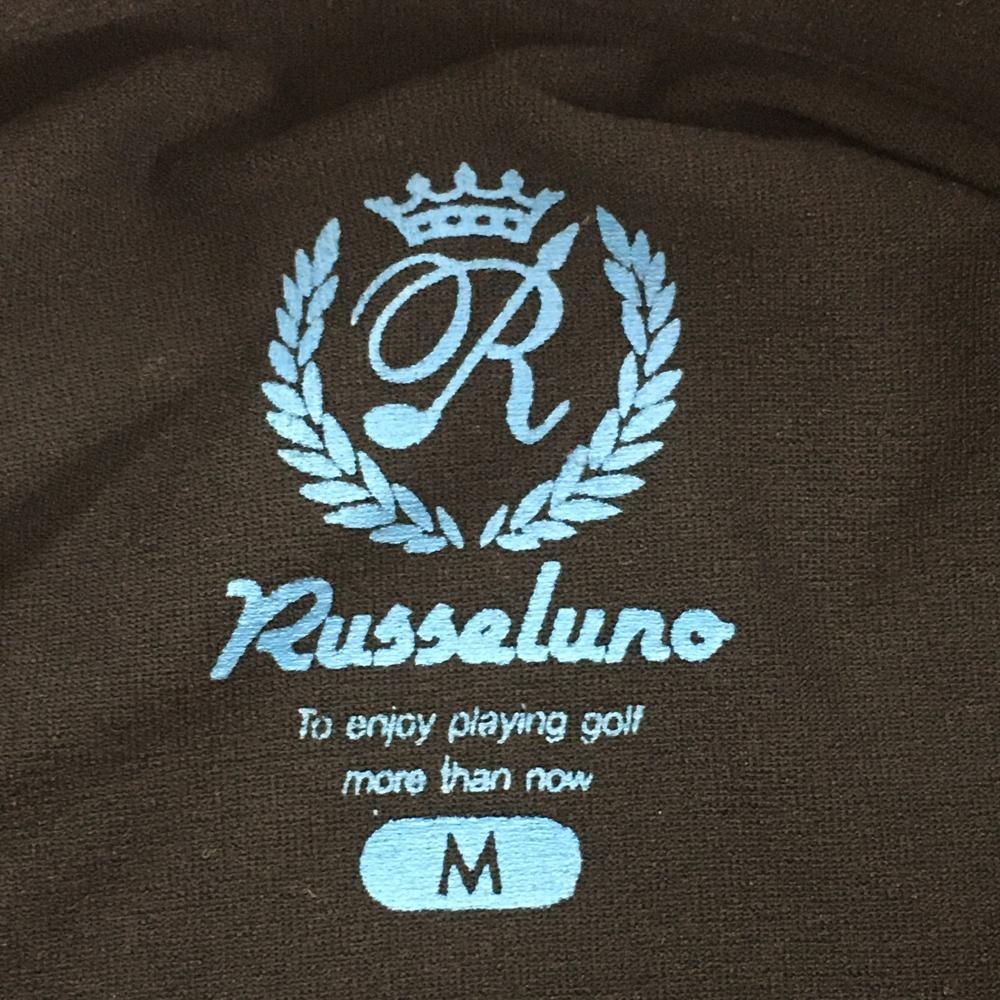 R
Russeluno
To enjoy playing golf
more than now
M